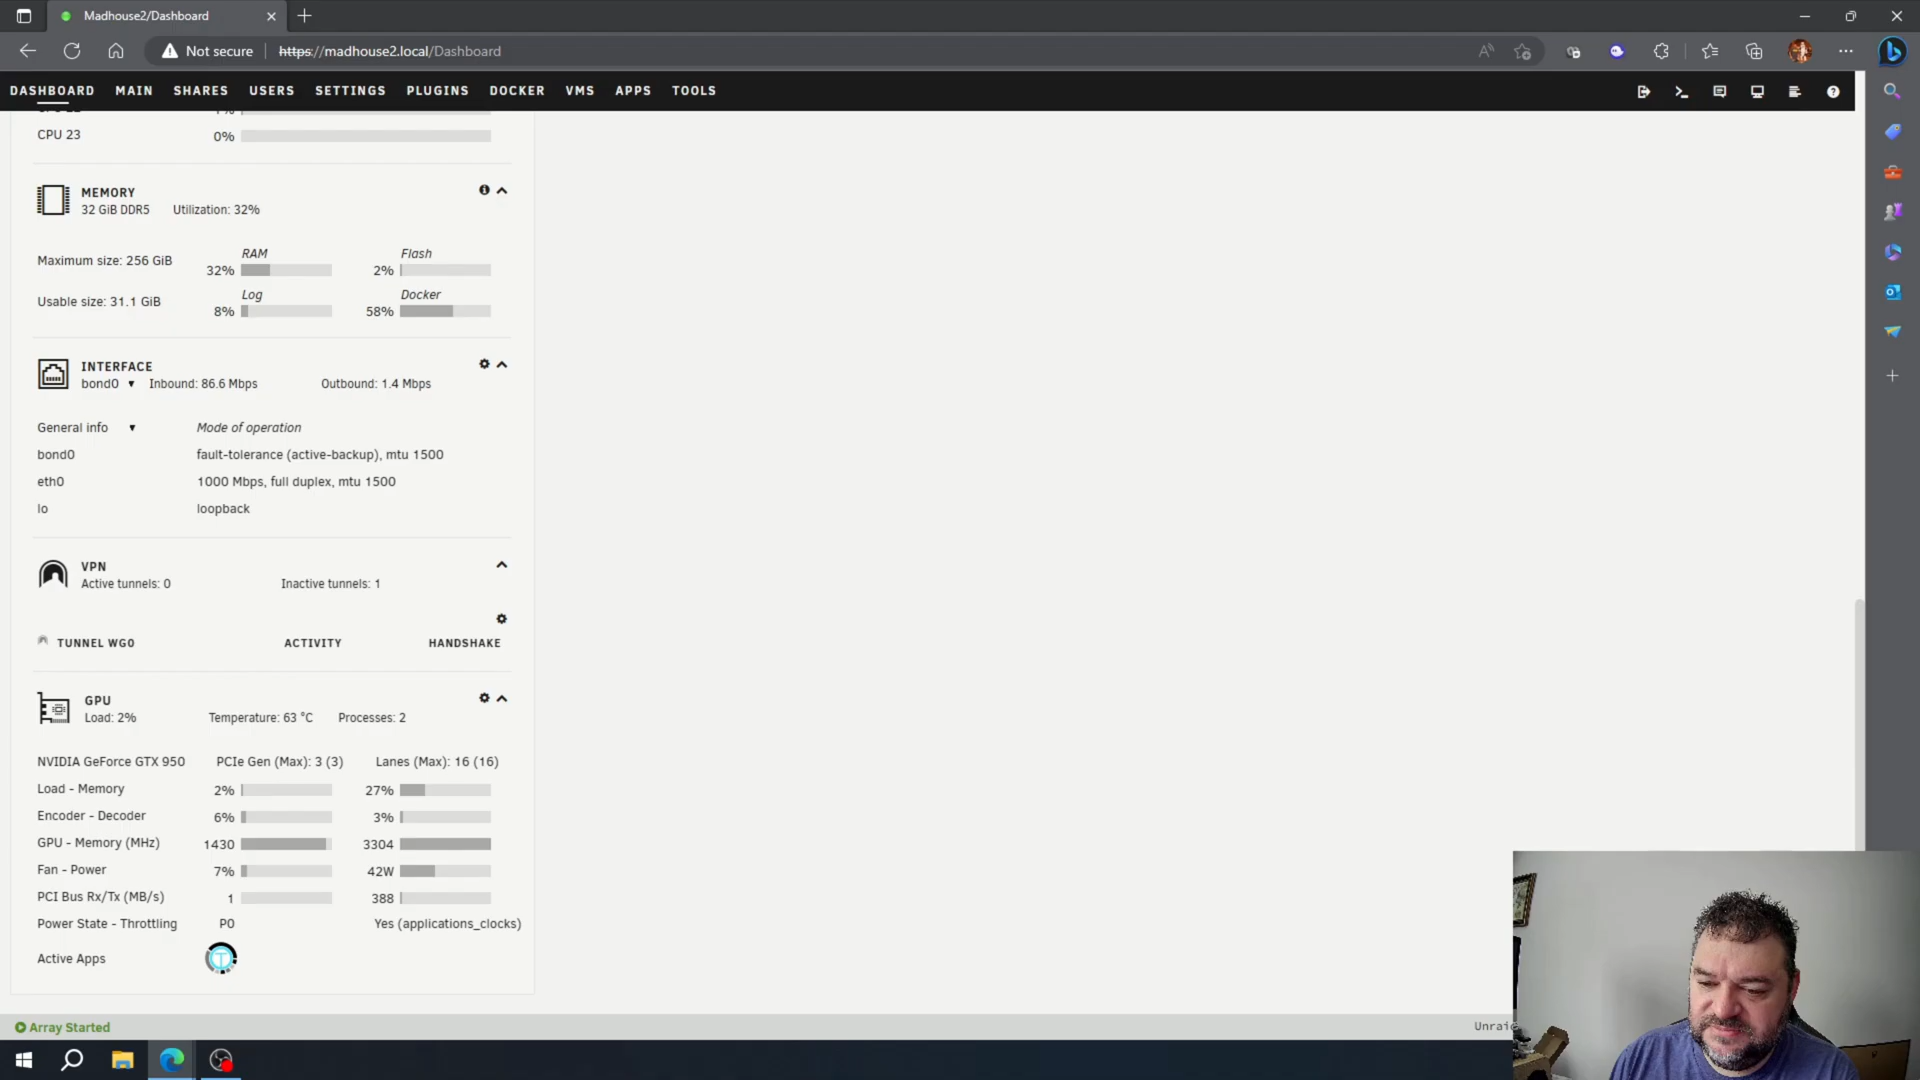 Madhouse2/Dashboard
Not secure https://madhouse2.local/Dashboard
DASHBOARD MAIN SHARES USERS SETTINGS PLUGINS DOCKER VMS APPS TOOLS
CPU 23 0%
MEMORY
32 GiB DDR5 Utilization: 32%
RAM Flash
Maximum size: 256 GiB 32% 2%
Log Docker
Usable size: 31.1 GiB 8% 58%
INTERFACE
bond0 Inbound: 86.6 Mbps Outbound: 1.4 Mbps
General info Mode of operation
bond0 fault-tolerance (active-backup), mtu 1500
eth0 1000 Mbps, full duplex, mtu 1500
lo loopback
VPN
Active tunnels: 0 Inactive tunnels: 1
TUNNEL WG0 ACTIVITY HANDSHAKE
GPU
Load: 2% Temperature: 63 °C Processes: 2
NVIDIA GeForce GTX 950 PCIe Gen (Max): 3 (3) Lanes (Max): 16 (16)
Load - Memory 2% 27%
Encoder - Decoder 6% 3%
GPU - Memory (MHz) 1430 3304
Fan - Power 7% 42W
PCI Bus Rx/Tx (MB/s) 1 388
Power State - Throttling P0 Yes (applications_clocks)
Active Apps
Array Started